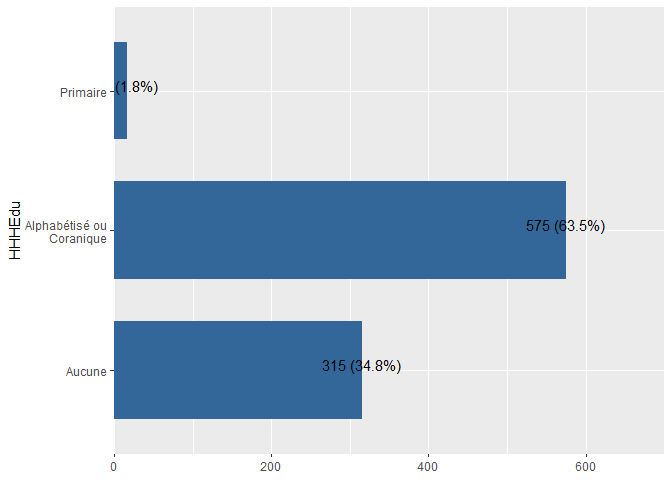 HHHEdu
Primaire
(1.8%)
Alphabétisé ou
Coranique
575 (63.5%)
Aucune
315 (34.8%)
0
200
400
600